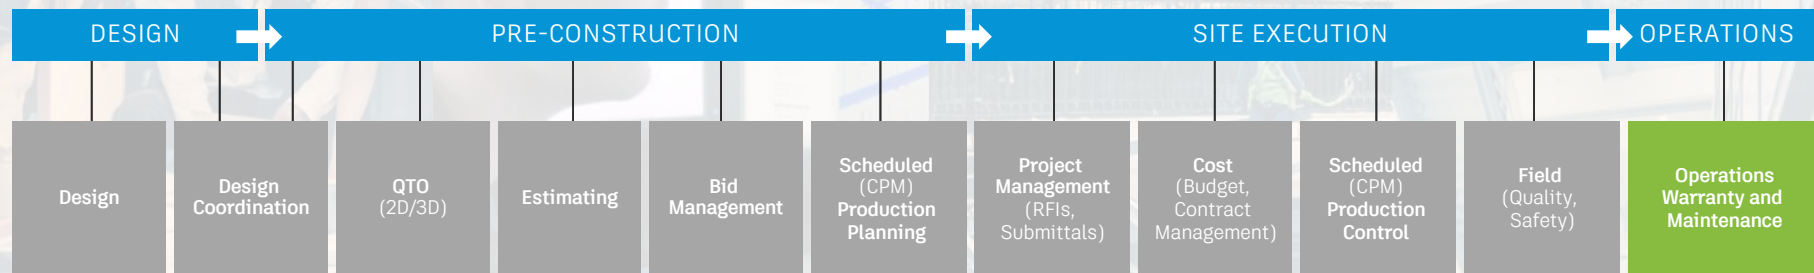 DESIGN
PRE-CONSTRUCTION
SITE EXECUTION
OPERATIONS
Design
Design
Coordination
QTO
(2D/3D)
Estimating
Bid
Management
Scheduled
(CPM)
Production
Planning
Project
Management
(RFIs,
Submittals)
Cost
(Budget,
Contract
Management)
Scheduled
(CPM)
Production
Control
Field
(Quality,
Safety)
Operations
Warranty and
Maintenance